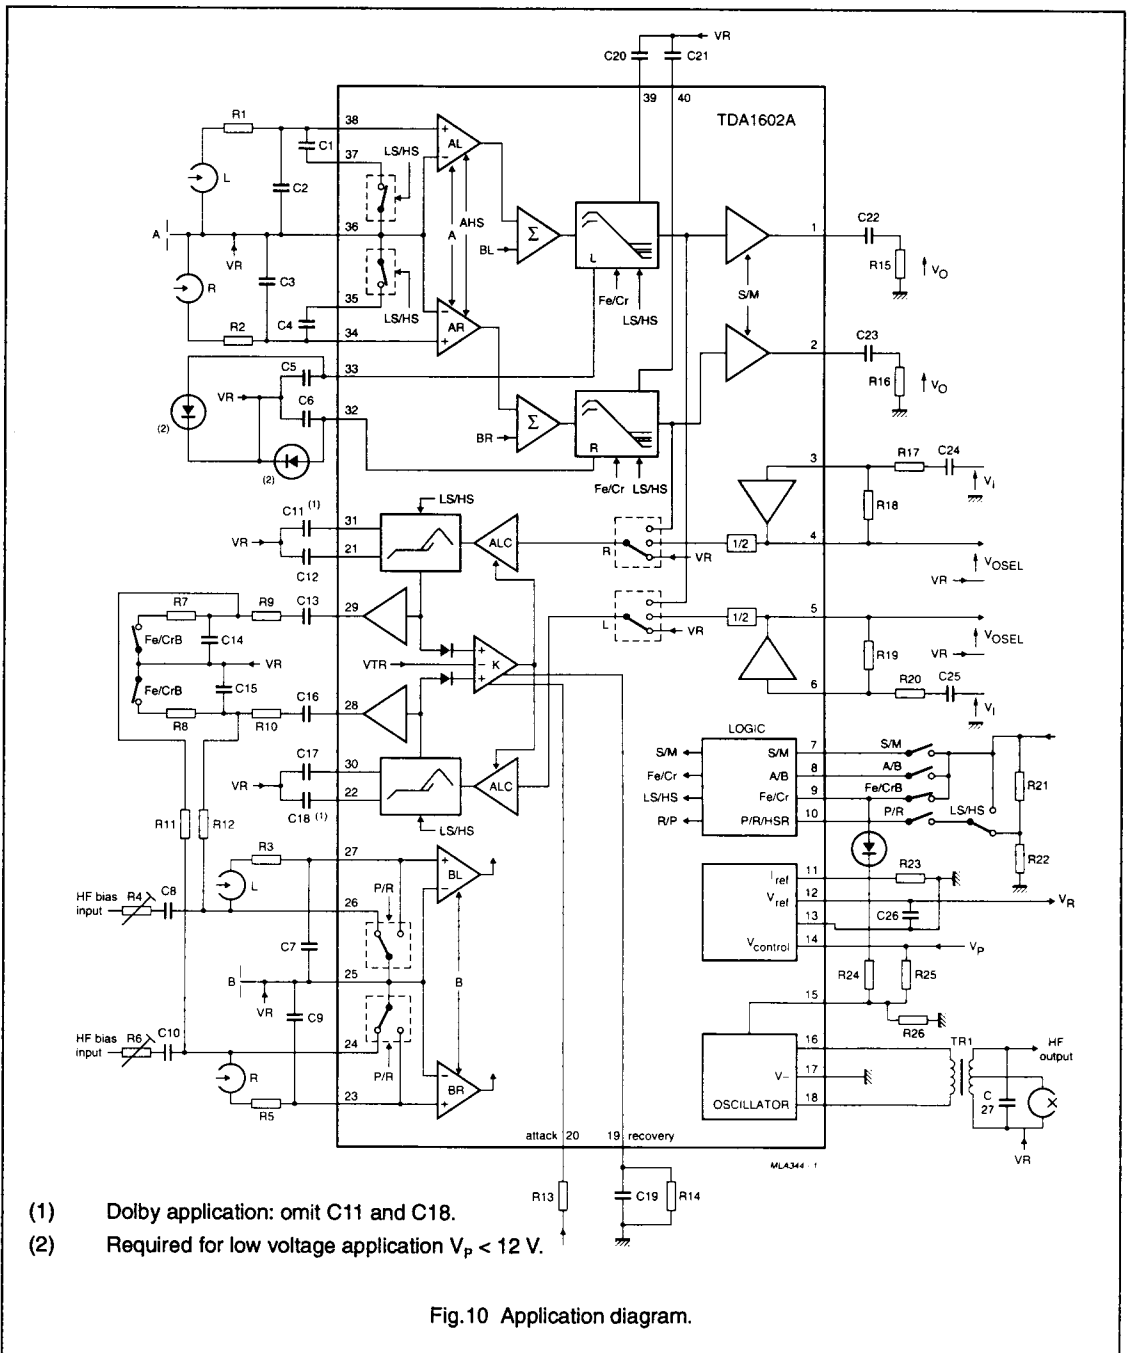 VR
C20
C21
39 40
TDA1602A
R1
38
C1
37
LS/HS
AL
L
C2
A
36
VR
AHS
A
BL
Σ
L
Fe/Cr
LS/HS
1
C22
R15
VO
R
C3
35
LS/HS
C4
R2
34
AR
S/M
2
C23
R16
VO
C5
33
VR
C6
32
(2)
(2)
BR
Σ
R
Fe/Cr LS/HS
3
R17
C24
Vi
R18
C11 (1)
31
LS/HS
VR
21
C12
ALC
R
VR
1/2
4
VOSEL
VR
R7
R9
C13
29
Fe/CrB
C14
VR
Fe/CrB
C15
R8
R10
C16
28
VTR
K
L
VR
1/2
5
VOSEL
VR
R19
6
R20
C25
VI
C17
30
VR
22
C18 (1)
ALC
LS/HS
LOGIC
S/M
Fe/Cr
LS/HS
R/P
S/M
A/B
Fe/Cr
P/R/HSR
7
8
9
10
S/M
A/B
Fe/CrB
P/R
LS/HS
R21
R22
R11
R12
R3
27
L
HF bias
input
R4
C8
26
P/R
BL
C7
B
25
VR
C9
B
HF bias
input
R6
C10
24
R
P/R
BR
R5
23
Iref
Vref
Vcontrol
11
12
13
14
R23
C26
VR
VP
R24
R25
15
R26
16
V–
17
OSCILLATOR
18
TR1
HF
output
C
27
VR
attack 20
19 recovery
MLA344 - 1
R13
C19
R14
(1) Dolby application: omit C11 and C18.
(2) Required for low voltage application VP < 12 V.
Fig.10 Application diagram.